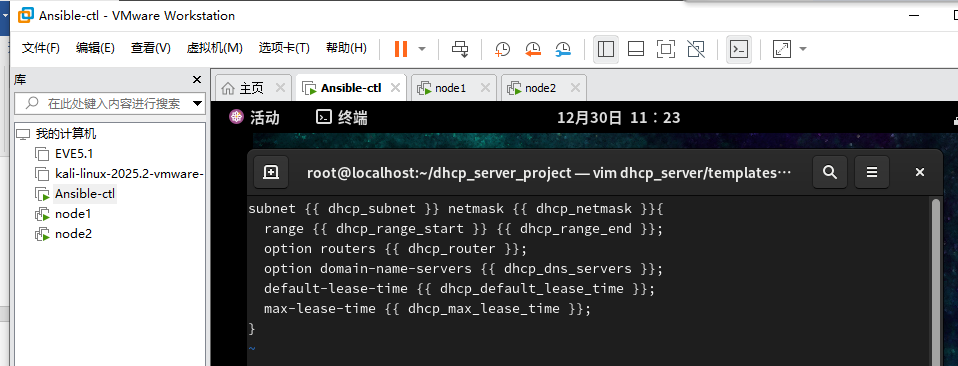 Ansible-ctl - VMware Workstation
文件(F) 编辑(E) 查看(V) 虚拟机(M) 选项卡(T) 帮助(H)
库
在此处键入内容进行搜索
我的计算机
EVE5.1
kali-linux-2025.2-vmware-
Ansible-ctl
node1
node2
主页 Ansible-ctl node1 node2
活动 终端 12月30日 11：23
root@localhost:~/dhcp_server_project — vim dhcp_server/templates…
subnet {{ dhcp_subnet }} netmask {{ dhcp_netmask }}{
  range {{ dhcp_range_start }} {{ dhcp_range_end }};
  option routers {{ dhcp_router }};
  option domain-name-servers {{ dhcp_dns_servers }};
  default-lease-time {{ dhcp_default_lease_time }};
  max-lease-time {{ dhcp_max_lease_time }};
}
~